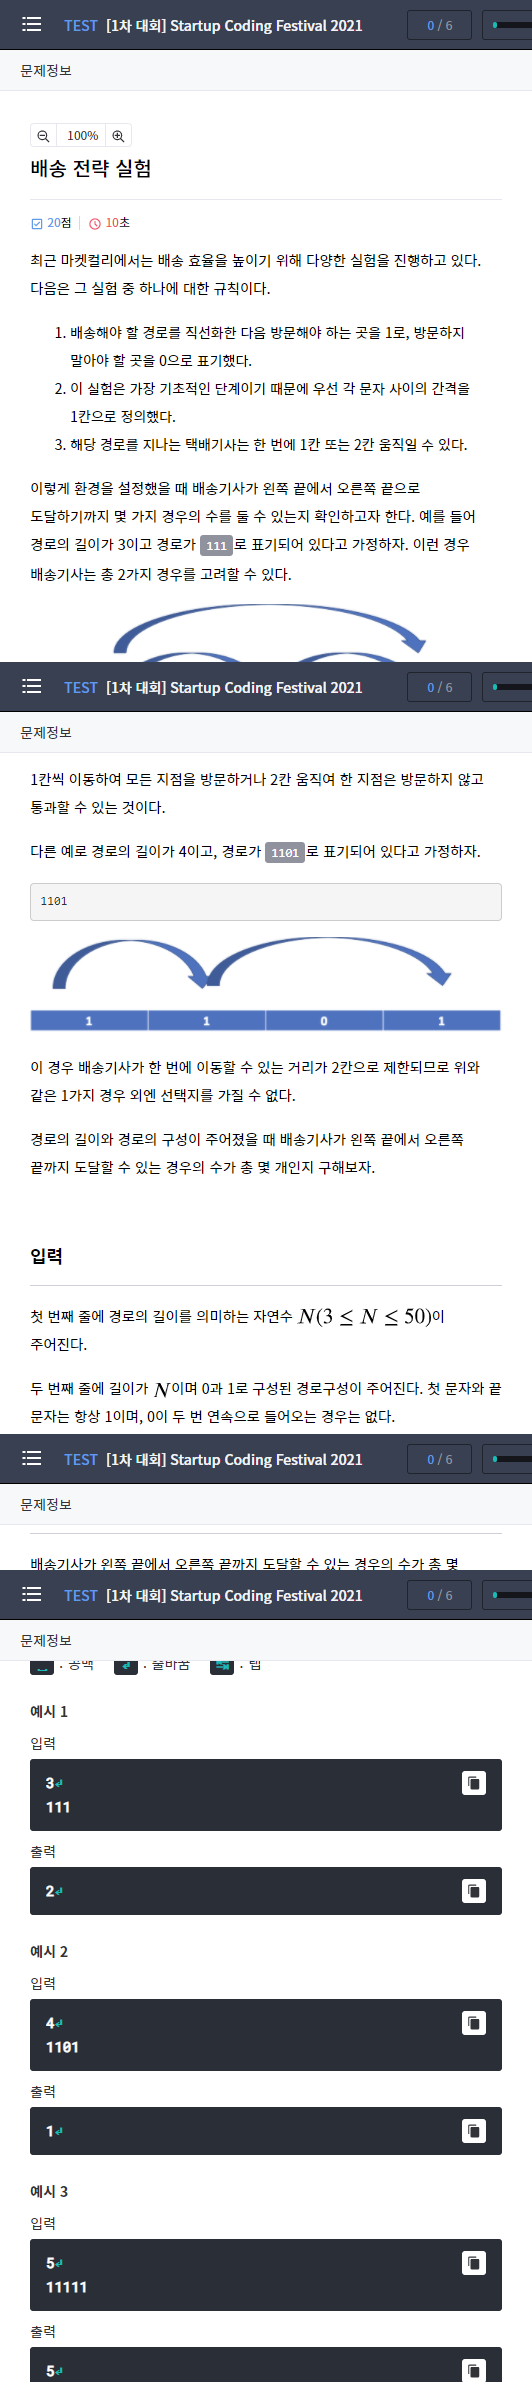 TEST [1차 대회] Startup Coding Festival 2021 0 / 6
문제정보
100%
배송 전략 실험
20점 10초
최근 마켓컬리에서는 배송 효율을 높이기 위해 다양한 실험을 진행하고 있다.
다음은 그 실험 중 하나에 대한 규칙이다.
1. 배송해야 할 경로를 직선화한 다음 방문해야 하는 곳을 1로, 방문하지
말아야 할 곳을 0으로 표기했다.
2. 이 실험은 가장 기초적인 단계이기 때문에 우선 각 문자 사이의 간격을
1칸으로 정의했다.
3. 해당 경로를 지나는 택배기사는 한 번에 1칸 또는 2칸 움직일 수 있다.
이렇게 환경을 설정했을 때 배송기사가 왼쪽 끝에서 오른쪽 끝으로
도달하기까지 몇 가지 경우의 수를 둘 수 있는지 확인하고자 한다. 예를 들어
경로의 길이가 3이고 경로가 111 로 표기되어 있다고 가정하자. 이런 경우
배송기사는 총 2가지 경우를 고려할 수 있다.
TEST [1차 대회] Startup Coding Festival 2021 0 / 6
문제정보
1칸씩 이동하여 모든 지점을 방문하거나 2칸 움직여 한 지점은 방문하지 않고
통과할 수 있는 것이다.
다른 예로 경로의 길이가 4이고, 경로가 1101 로 표기되어 있다고 가정하자.
1101
1 1 0 1
이 경우 배송기사가 한 번에 이동할 수 있는 거리가 2칸으로 제한되므로 위와
같은 1가지 경우 외엔 선택지를 가질 수 없다.
경로의 길이와 경로의 구성이 주어졌을 때 배송기사가 왼쪽 끝에서 오른쪽
끝까지 도달할 수 있는 경우의 수가 총 몇 개인지 구해보자.
입력
첫 번째 줄에 경로의 길이를 의미하는 자연수 N(3 ≤ N ≤ 50)이
주어진다.
두 번째 줄에 길이가 N이며 0과 1로 구성된 경로구성이 주어진다. 첫 문자와 끝
문자는 항상 1이며, 0이 두 번 연속으로 들어오는 경우는 없다.
TEST [1차 대회] Startup Coding Festival 2021 0 / 6
문제정보
배송기사가 왼쪽 끝에서 오른쪽 끝까지 도달할 수 있는 경우의 수가 총 몇
TEST [1차 대회] Startup Coding Festival 2021 0 / 6
문제정보
: 공백 : 줄바꿈 : 탭
예시 1
입력
3↲
111
출력
2↲
예시 2
입력
4↲
1101
출력
1↲
예시 3
입력
5↲
11111
출력
5↲